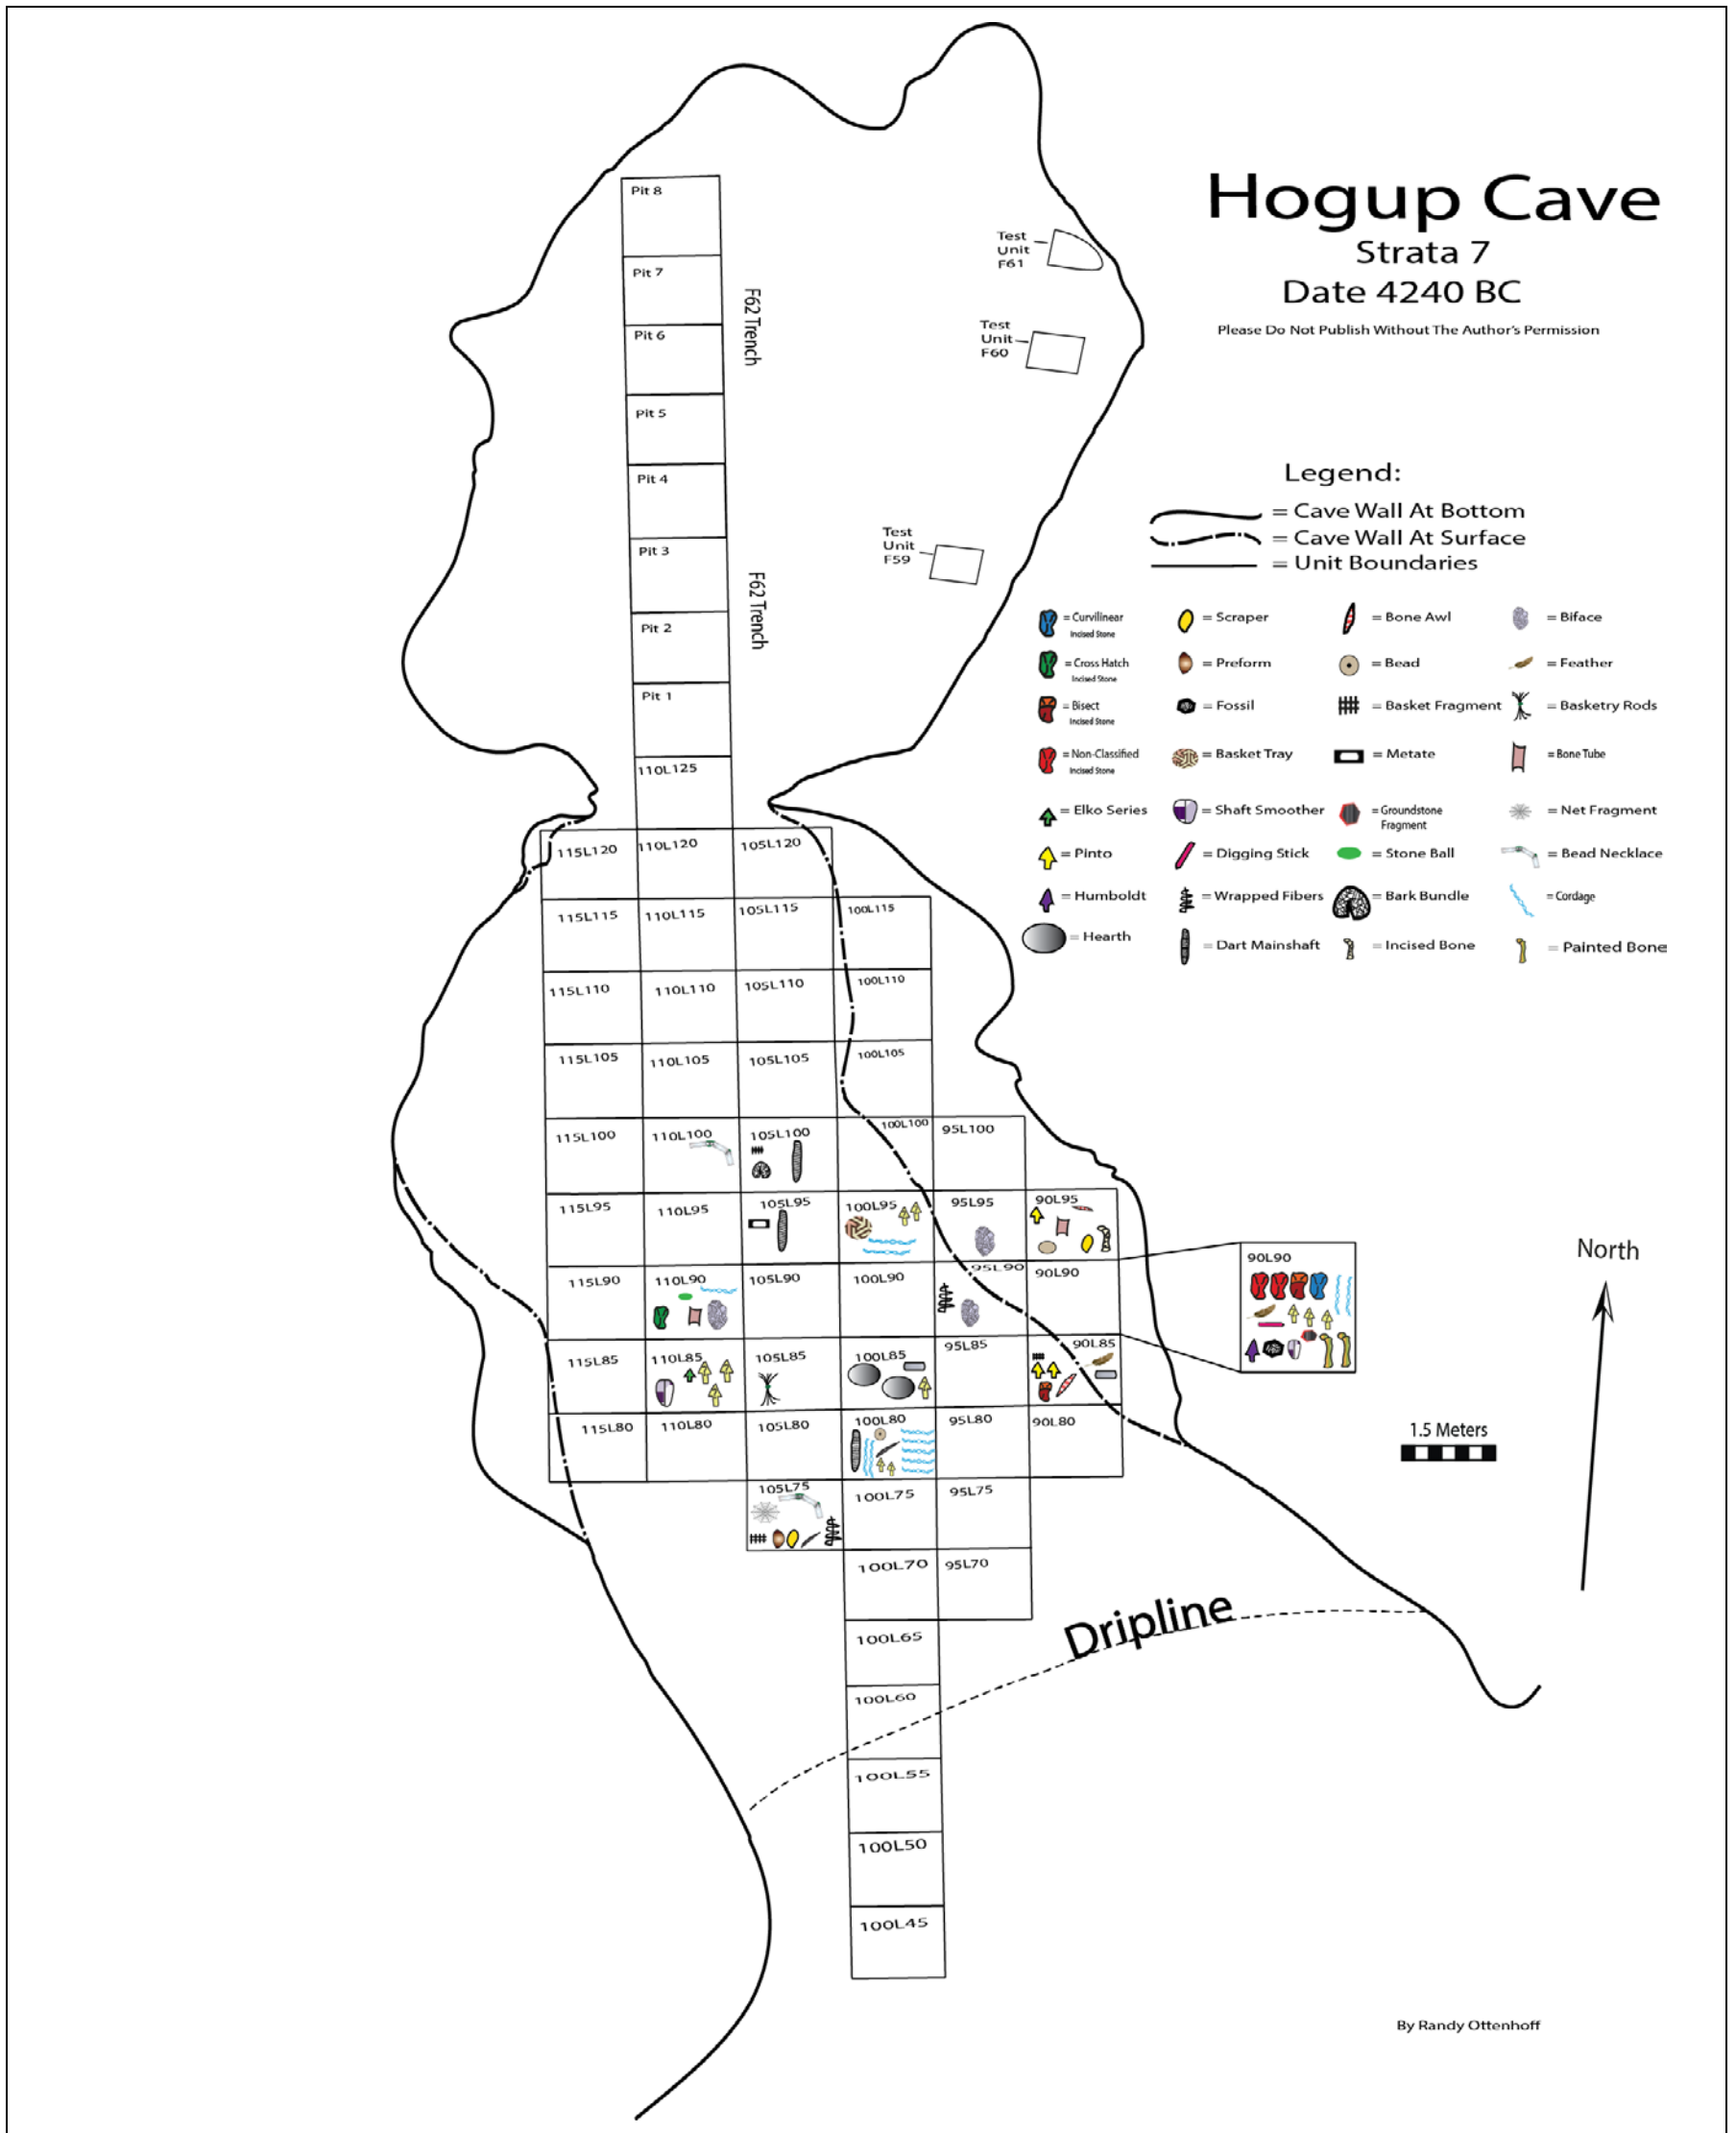 Hogup Cave
Strata 7
Date 4240 BC
Please Do Not Publish Without The Author's Permission
Pit 8
Pit 7
Pit 6
Pit 5
Pit 4
Pit 3
Pit 2
Pit 1
F62 Trench
F62 Trench
Test
Unit
F61
Test
Unit
F60
Test
Unit
F59
Legend:
= Cave Wall At Bottom
= Cave Wall At Surface
= Unit Boundaries
= Curvilinear
Incised Stone
= Scraper
= Bone Awl
= Biface
= Cross Hatch
Incised Stone
= Preform
= Bead
= Feather
= Bisect
Incised Stone
= Fossil
= Basket Fragment
= Basketry Rods
= Non-Classified
Incised Stone
= Basket Tray
= Metate
= Bone Tube
= Elko Series
= Shaft Smoother
= Groundstone
Fragment
= Net Fragment
= Pinto
= Digging Stick
= Stone Ball
= Bead Necklace
= Humboldt
= Wrapped Fibers
= Bark Bundle
= Cordage
= Hearth
= Dart Mainshaft
= Incised Bone
= Painted Bone
110L125
115L120
110L120
105L120
115L115
110L115
105L115
100L115
115L110
110L110
105L110
100L110
115L105
110L105
105L105
100L105
115L100
110L100
105L100
100L100
95L100
115L95
110L95
105L95
100L95
95L95
90L95
115L90
110L90
105L90
100L90
95L90
90L90
90L90
115L85
110L85
105L85
100L85
95L85
90L85
115L80
110L80
105L80
100L80
95L80
90L80
105L75
100L75
95L75
100L70
95L70
100L65
100L60
100L55
100L50
100L45
North
1.5 Meters
Dripline
By Randy Ottenhoff